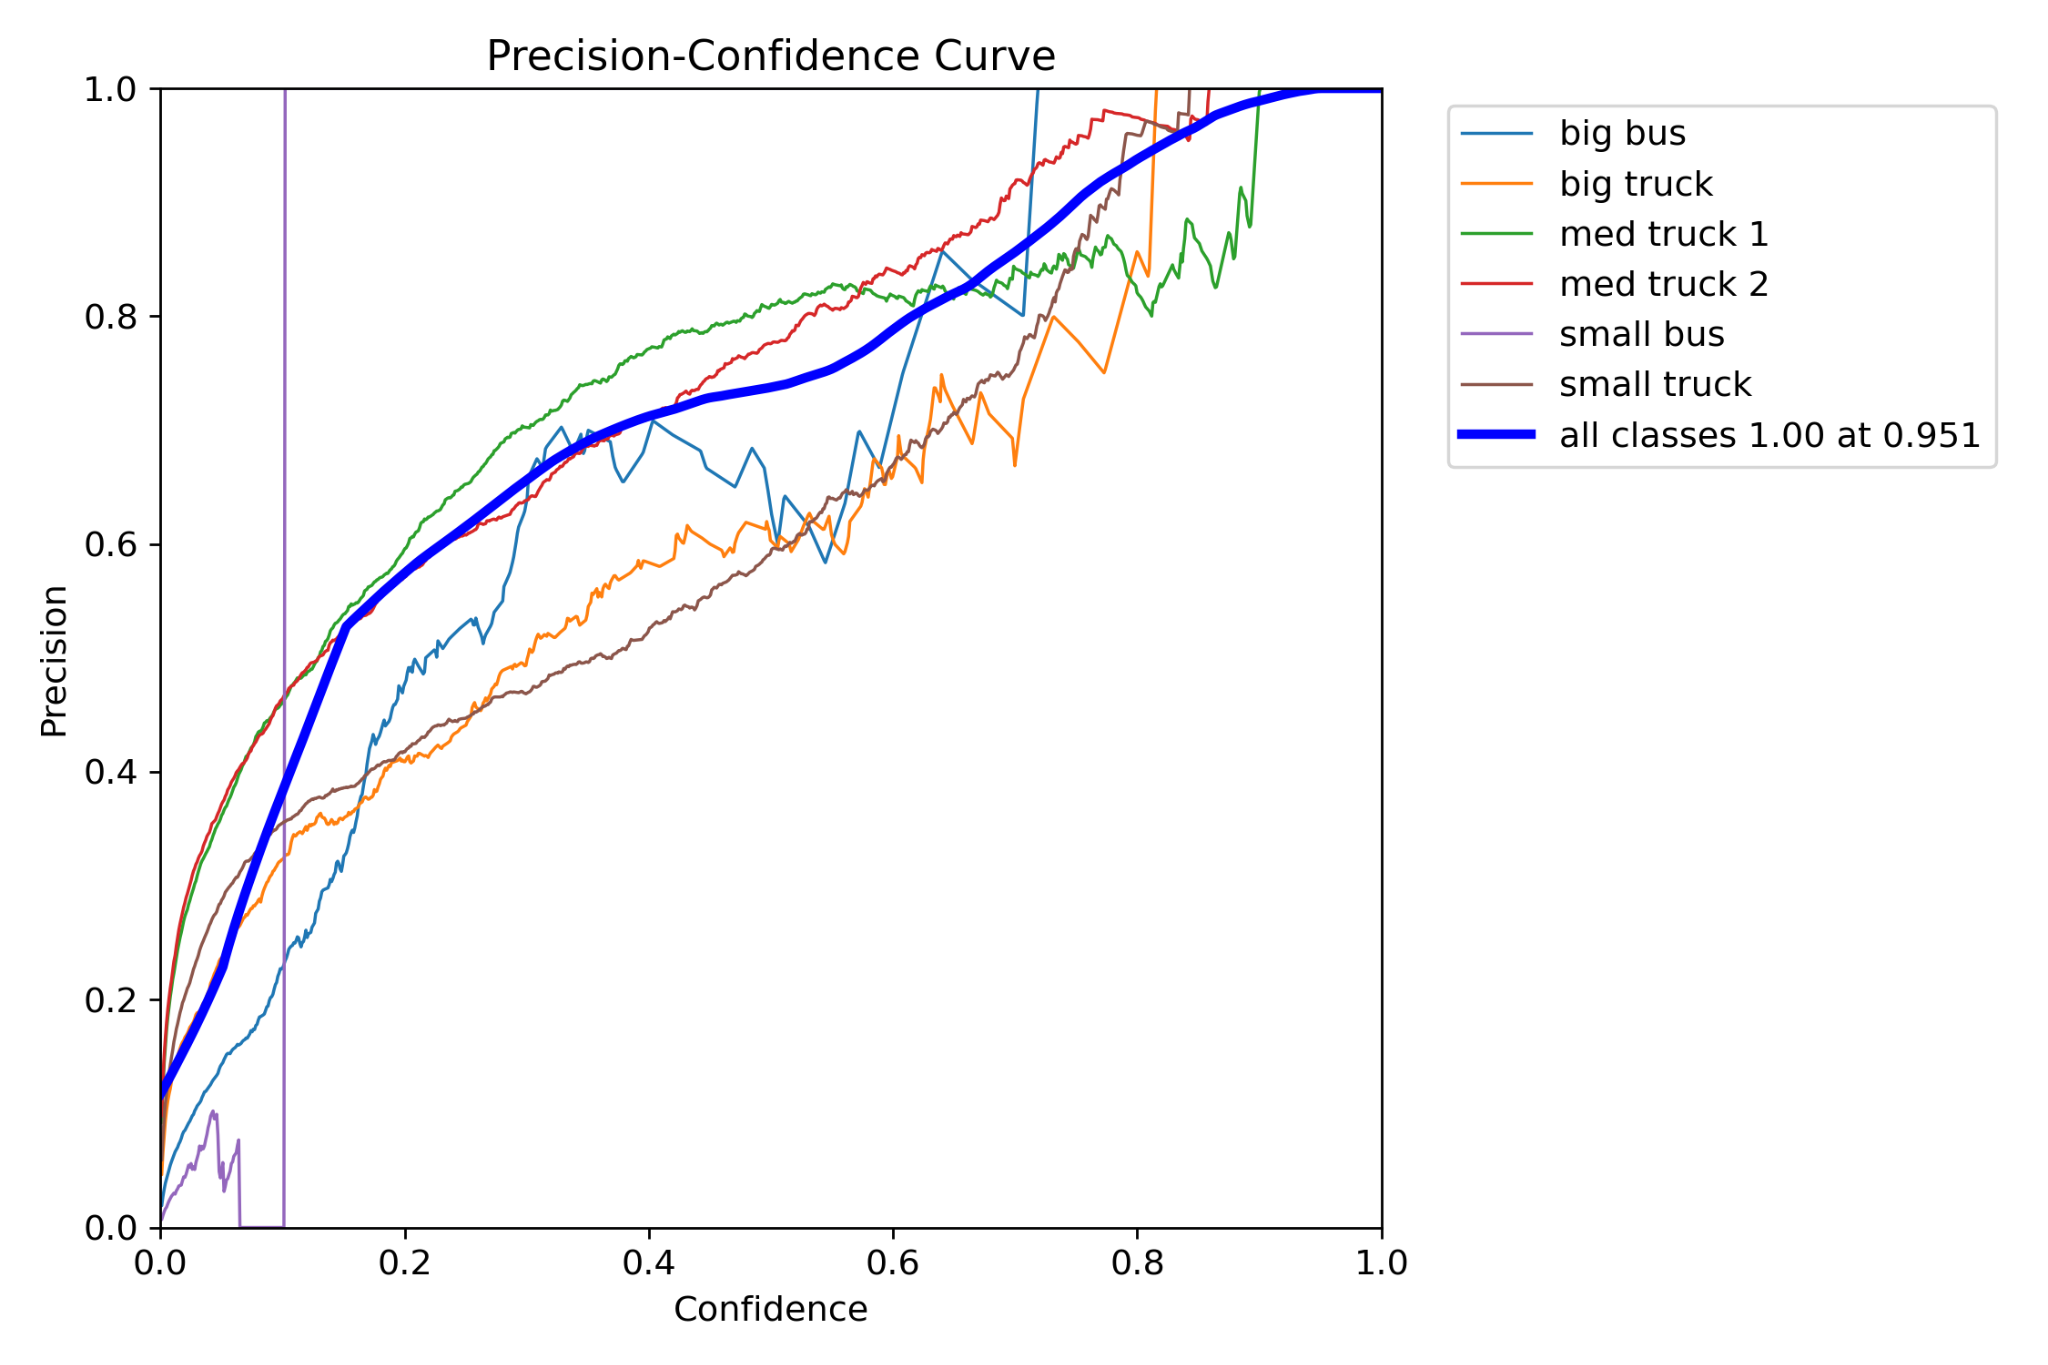 Precision-Confidence Curve
1.0
0.8
0.6
0.4
0.2
0.0
Precision
0.0 0.2 0.4 0.6 0.8 1.0
Confidence
big bus
big truck
med truck 1
med truck 2
small bus
small truck
all classes 1.00 at 0.951